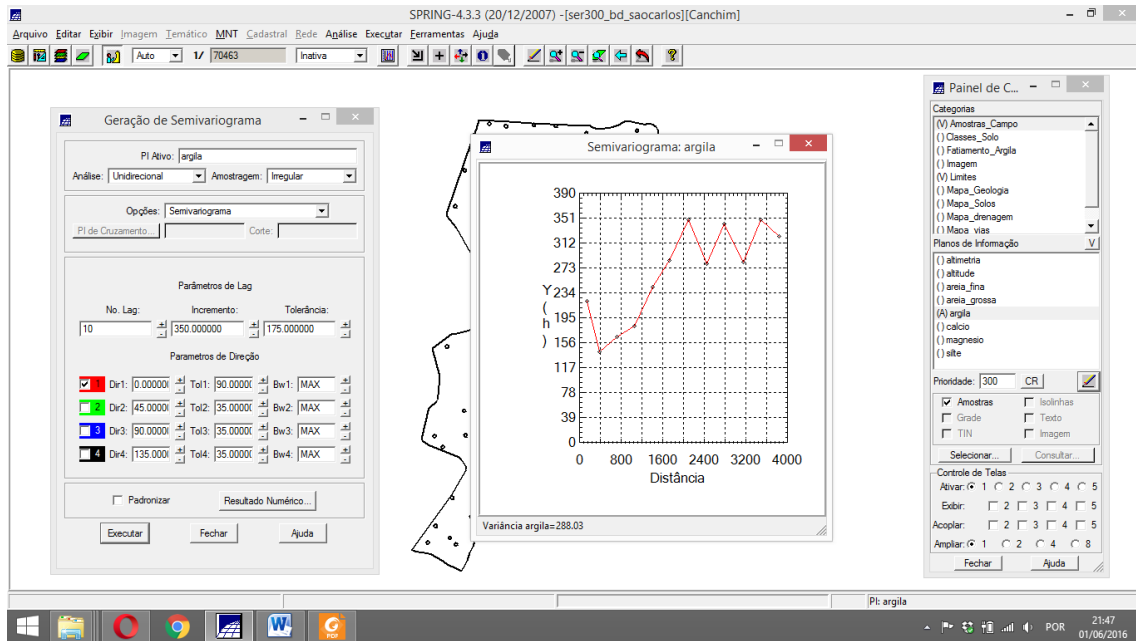 SPRING-4.3.3 (20/12/2007) -[ser300_bd_saocarlos][Canchim]
Arquivo Editar Exibir Imagem Temático MNT Cadastral Rede Análise Executar Ferramentas Ajuda
Auto 1/ 70463 Inativa
Geração de Semivariograma
PI Ativo: argila
Análise: Unidirecional Amostragem: Irregular
Opções: Semivariograma
PI de Cruzamento... Corte:
Parâmetros de Lag
No. Lag: Incremento: Tolerância:
10 350.000000 175.000000
Parametros de Direção
1 Dir1: 0.00000 Tol1: 90.0000 Bw1: MAX
2 Dir2: 45.0000 Tol2: 35.0000 Bw2: MAX
3 Dir3: 90.0000 Tol3: 35.0000 Bw3: MAX
4 Dir4: 135.000 Tol4: 35.0000 Bw4: MAX
Padronizar Resultado Numérico...
Executar Fechar Ajuda
Semivariograma: argila
390
351
312
273
234
195
156
117
78
39
0
Y
(
h
)
0 800 1600 2400 3200 4000
Distância
Variância argila=288.03
Painel de C...
Categorias
(V) Amostras_Campo
( ) Classes_Solo
( ) Fatiamento_Argila
( ) Imagem
(V) Limites
( ) Mapa_Geologia
( ) Mapa_Solos
( ) Mapa_drenagem
( ) Mapa_vias
Planos de Informação V
( ) altimetria
( ) altitude
( ) areia_fina
( ) areia_grossa
(A) argila
( ) calcio
( ) magnesio
( ) silte
Prioridade: 300 CR
Amostras Isolinhas
Grade Texto
TIN Imagem
Selecionar... Consultar...
Controle de Telas
Ativar: 1 2 3 4 5
Exibir: 2 3 4 5
Acoplar: 2 3 4 5
Ampliar: 1 2 4 8
Fechar Ajuda
PI: argila
POR
21:47
01/06/2016